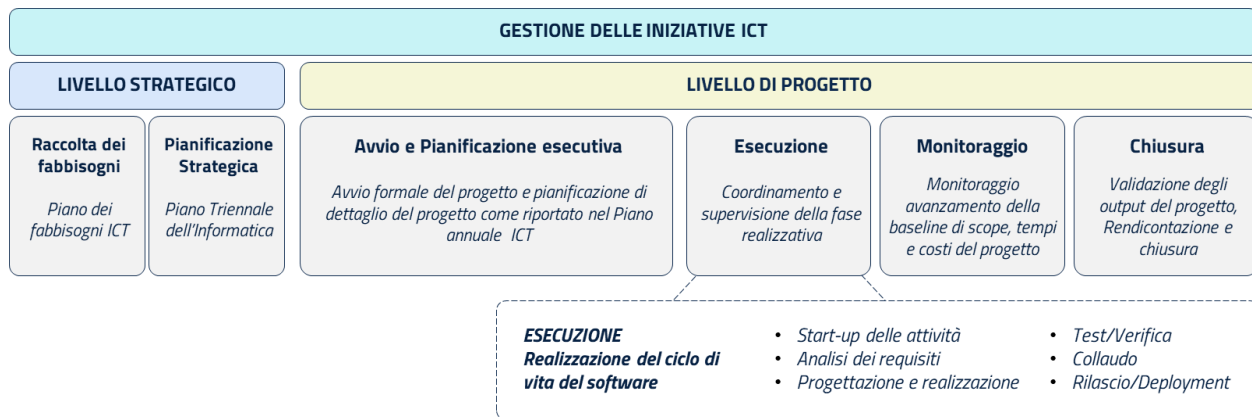 GESTIONE DELLE INIZIATIVE ICT
LIVELLO STRATEGICO
LIVELLO DI PROGETTO
Raccolta dei
fabbisogni
Piano dei
fabbisogni ICT
Pianificazione
Strategica
Piano Triennale
dell'Informatica
Avvio e Pianificazione esecutiva
Avvio formale del progetto e pianificazione di
dettaglio del progetto come riportato nel Piano
annuale ICT
Esecuzione
Coordinamento e
supervisione della fase
realizzativa
Monitoraggio
Monitoraggio
avanzamento della
baseline di scope, tempi
e costi del progetto
Chiusura
Validazione degli
output del progetto,
Rendicontazione e
chiusura
ESECUZIONE
Realizzazione del ciclo di
vita del software
• Start-up delle attività
• Analisi dei requisiti
• Progettazione e realizzazione
• Test/Verifica
• Collaudo
• Rilascio/Deployment